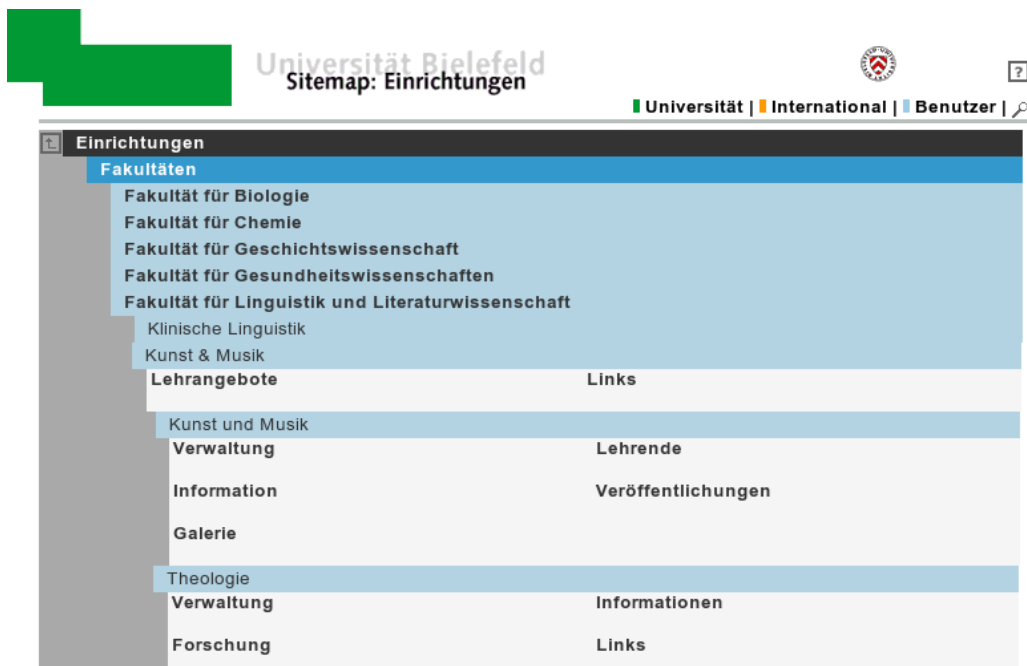 Universität Bielefeld
Sitemap: Einrichtungen
?
Universität | International | Benutzer |
Einrichtungen
Fakultäten
Fakultät für Biologie
Fakultät für Chemie
Fakultät für Geschichtswissenschaft
Fakultät für Gesundheitswissenschaften
Fakultät für Linguistik und Literaturwissenschaft
Klinische Linguistik
Kunst & Musik
Lehrangebote Links
Kunst und Musik
Verwaltung Lehrende
Information Veröffentlichungen
Galerie
Theologie
Verwaltung Informationen
Forschung Links